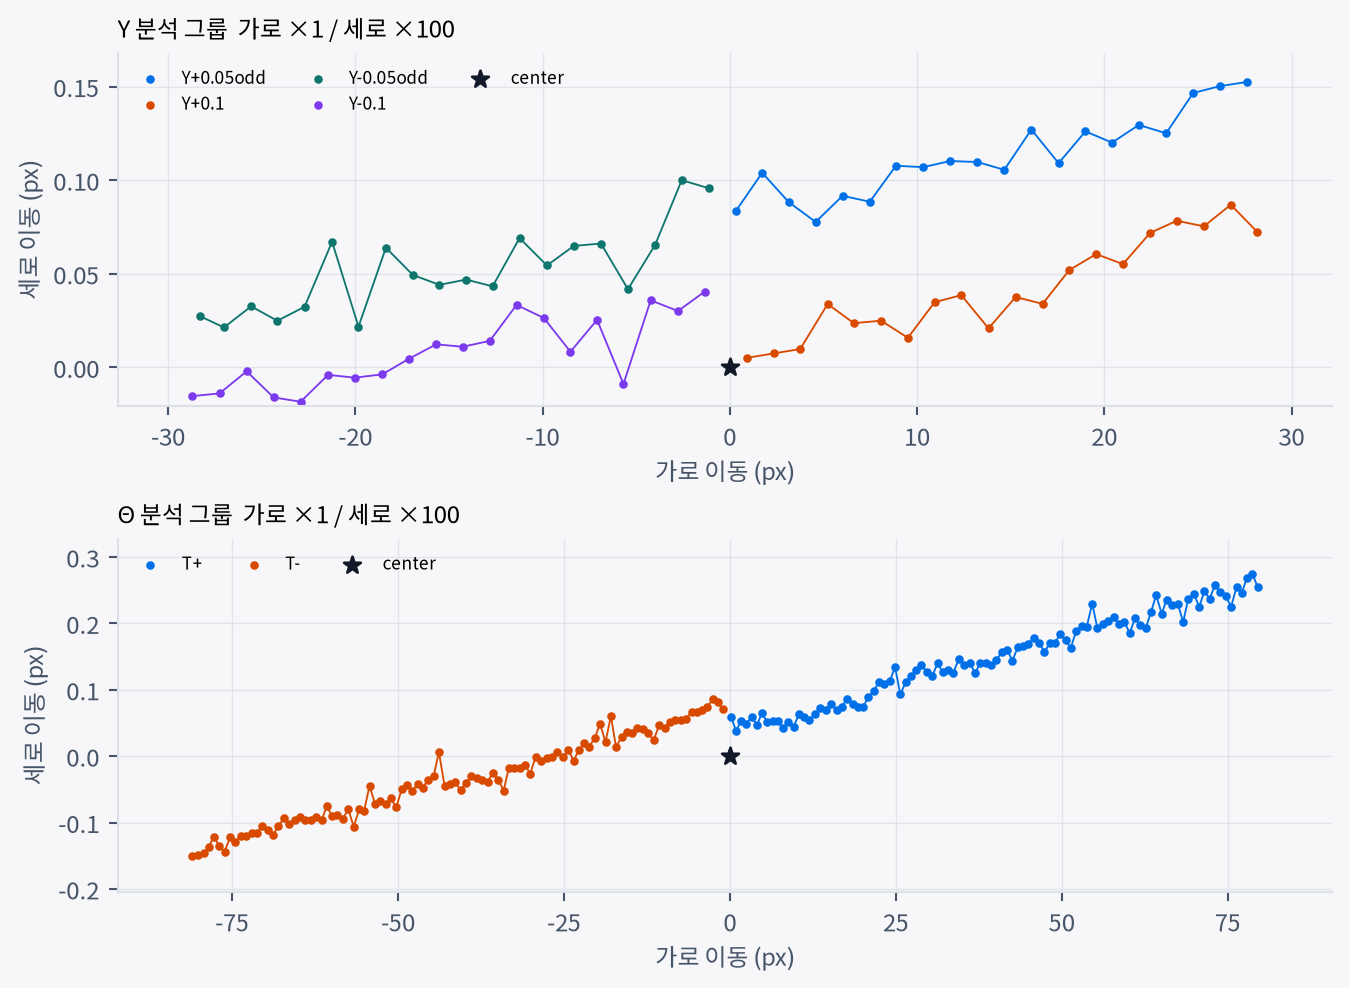 Y 분석 그룹 가로 ×1 / 세로 ×100
Y+0.05odd Y-0.05odd center
Y+0.1 Y-0.1
세로 이동 (px)
0.15
0.10
0.05
0.00
-30 -20 -10 0 10 20 30
가로 이동 (px)
Θ 분석 그룹 가로 ×1 / 세로 ×100
T+ T- center
세로 이동 (px)
0.3
0.2
0.1
0.0
-0.1
-0.2
-75 -50 -25 0 25 50 75
가로 이동 (px)